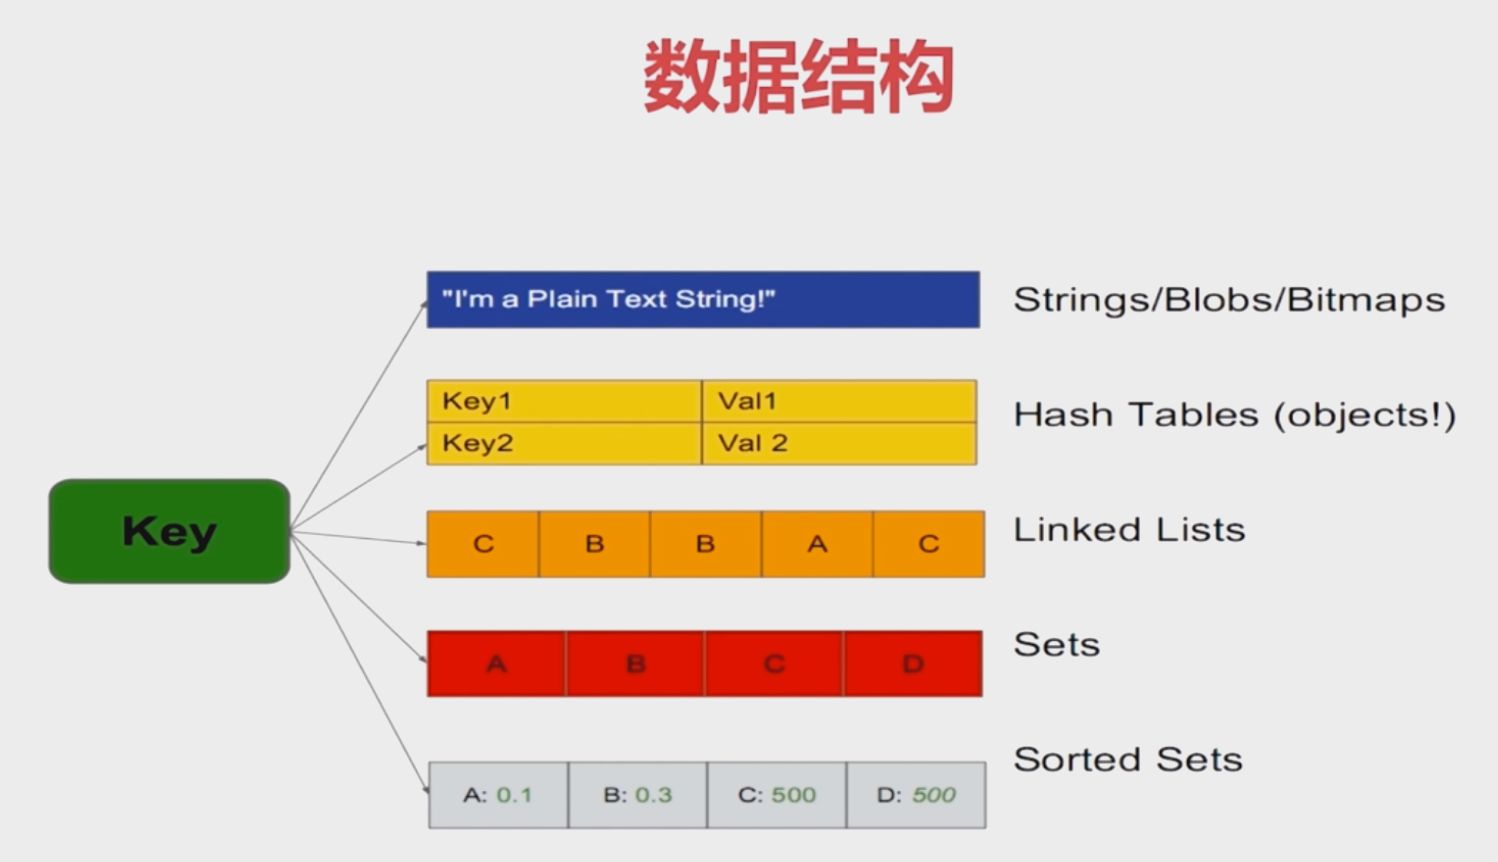 数据结构
"I'm a Plain Text String!"
Strings/Blobs/Bitmaps
Key1
Val1
Key2
Val 2
Hash Tables (objects!)
Key
C
B
B
A
C
Linked Lists
A
B
C
D
Sets
A: 0.1
B: 0.3
C: 500
D: 500
Sorted Sets